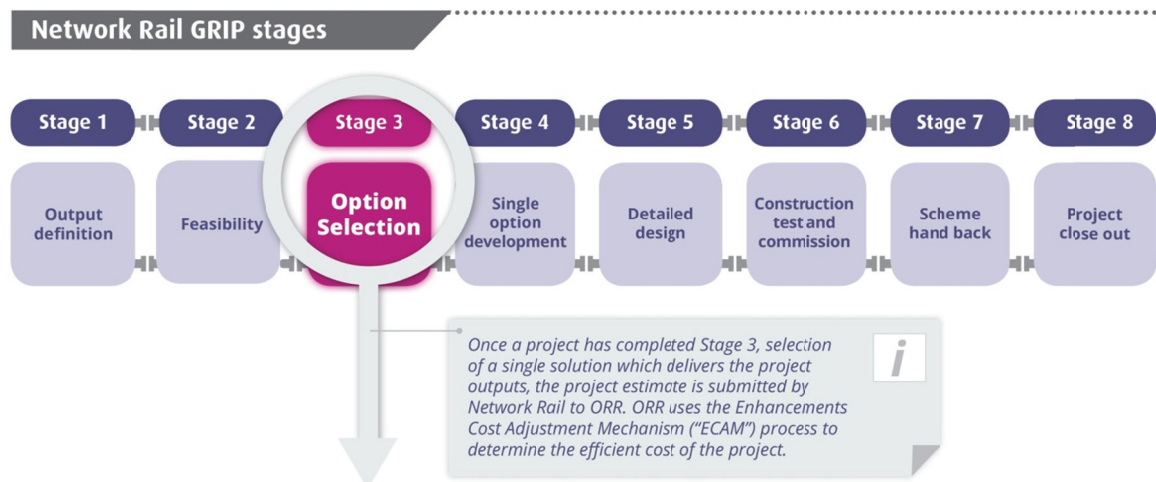 Network Rail GRIP stages
Stage 1
Stage 2
Stage 3
Stage 4
Stage 5
Stage 6
Stage 7
Stage 8
Output
definition
Feasibility
Option
Selection
Single
option
development
Detailed
design
Construction
test and
commission
Scheme
hand back
Project
close out
Once a project has completed Stage 3, selection
of a single solution which delivers the project
outputs, the project estimate is submitted by
Network Rail to ORR. ORR uses the Enhancements
Cost Adjustment Mechanism (“ECAM”) process to
determine the efficient cost of the project.
i